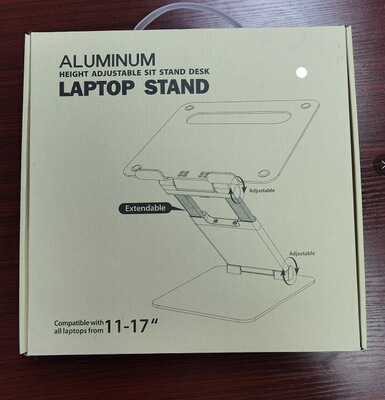 ALUMINUM
HEIGHT ADJUSTABLE SIT STAND DESK
LAPTOP STAND
Adjustable
Extendable
Adjustable
Compatible with
all laptops from 11-17“